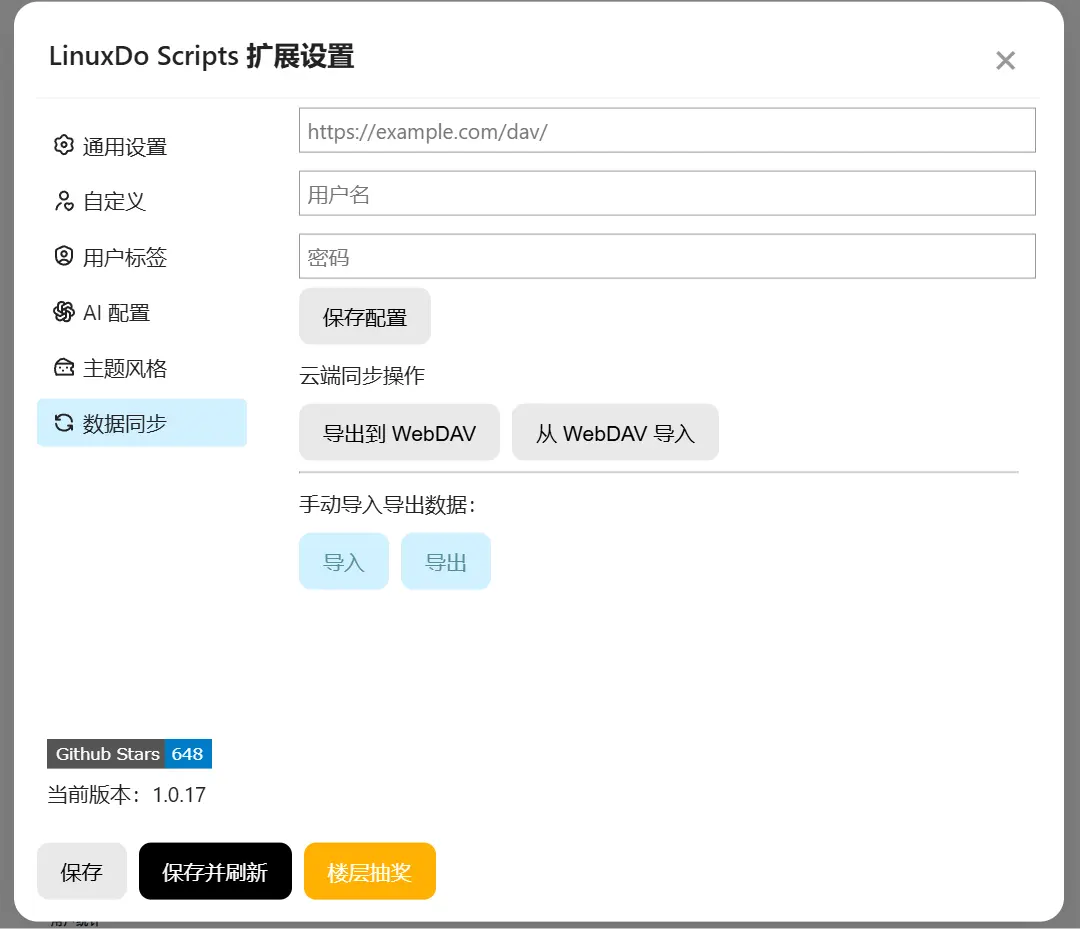 LinuxDo Scripts 扩展设置
通用设置
自定义
用户标签
AI 配置
主题风格
数据同步
https://example.com/dav/
用户名
密码
保存配置
云端同步操作
导出到 WebDAV 从 WebDAV 导入
手动导入导出数据：
导入 导出
Github Stars 648
当前版本：1.0.17
保存 保存并刷新 楼层抽奖